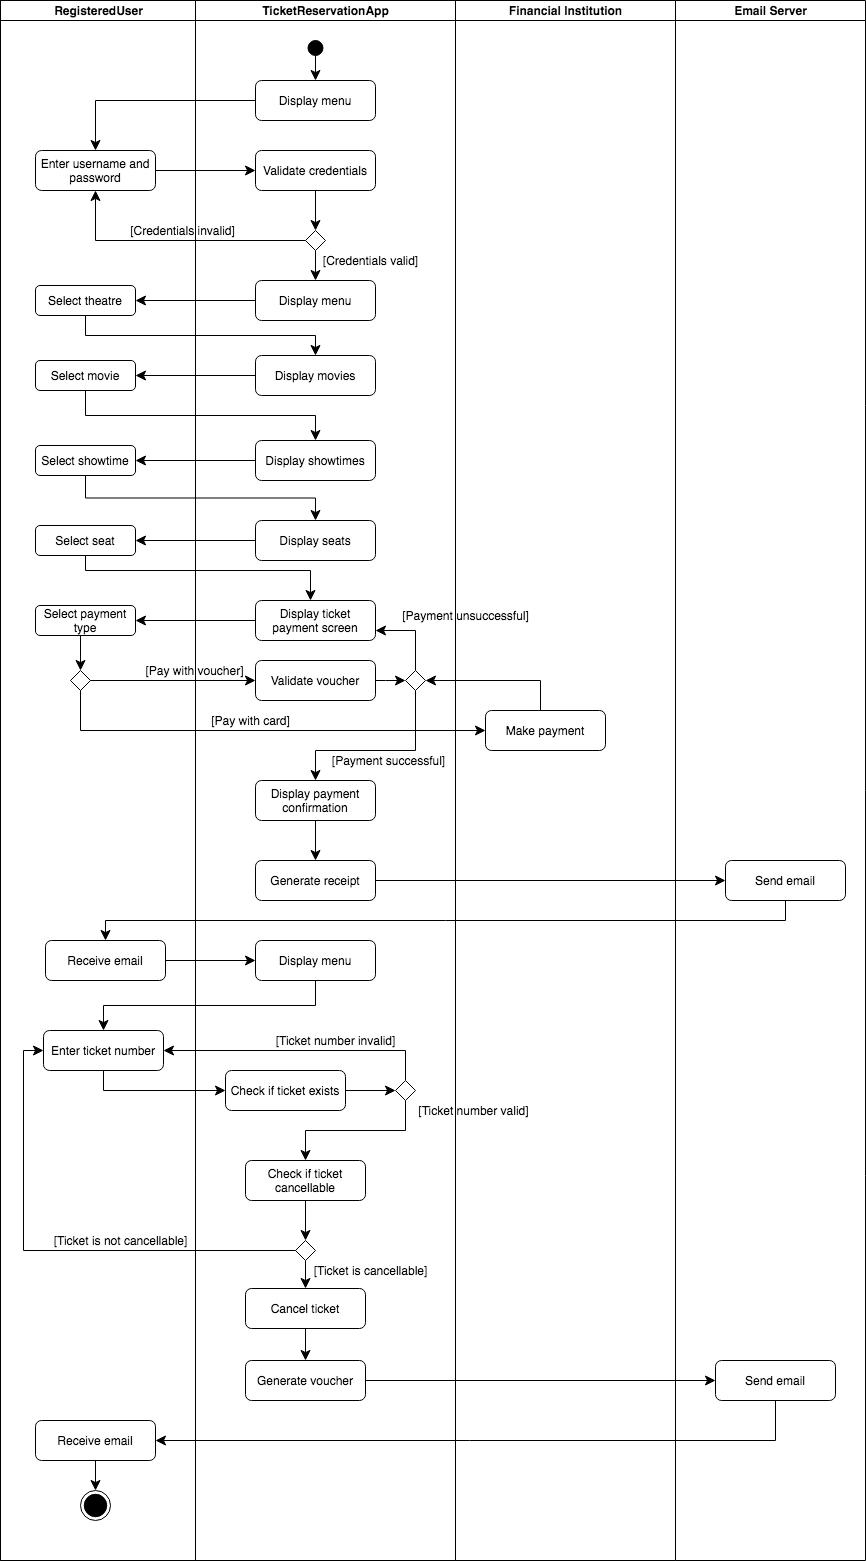 RegisteredUser
TicketReservationApp
Financial Institution
Email Server
Display menu
Enter username and
password
Validate credentials
[Credentials invalid]
[Credentials valid]
Select theatre
Display menu
Select movie
Display movies
Select showtime
Display showtimes
Select seat
Display seats
Select payment
type
Display ticket
payment screen
[Payment unsuccessful]
[Pay with voucher]
Validate voucher
[Pay with card]
Make payment
[Payment successful]
Display payment
confirmation
Generate receipt
Send email
Receive email
Display menu
Enter ticket number
[Ticket number invalid]
Check if ticket exists
[Ticket number valid]
Check if ticket
cancellable
[Ticket is not cancellable]
[Ticket is cancellable]
Cancel ticket
Generate voucher
Send email
Receive email